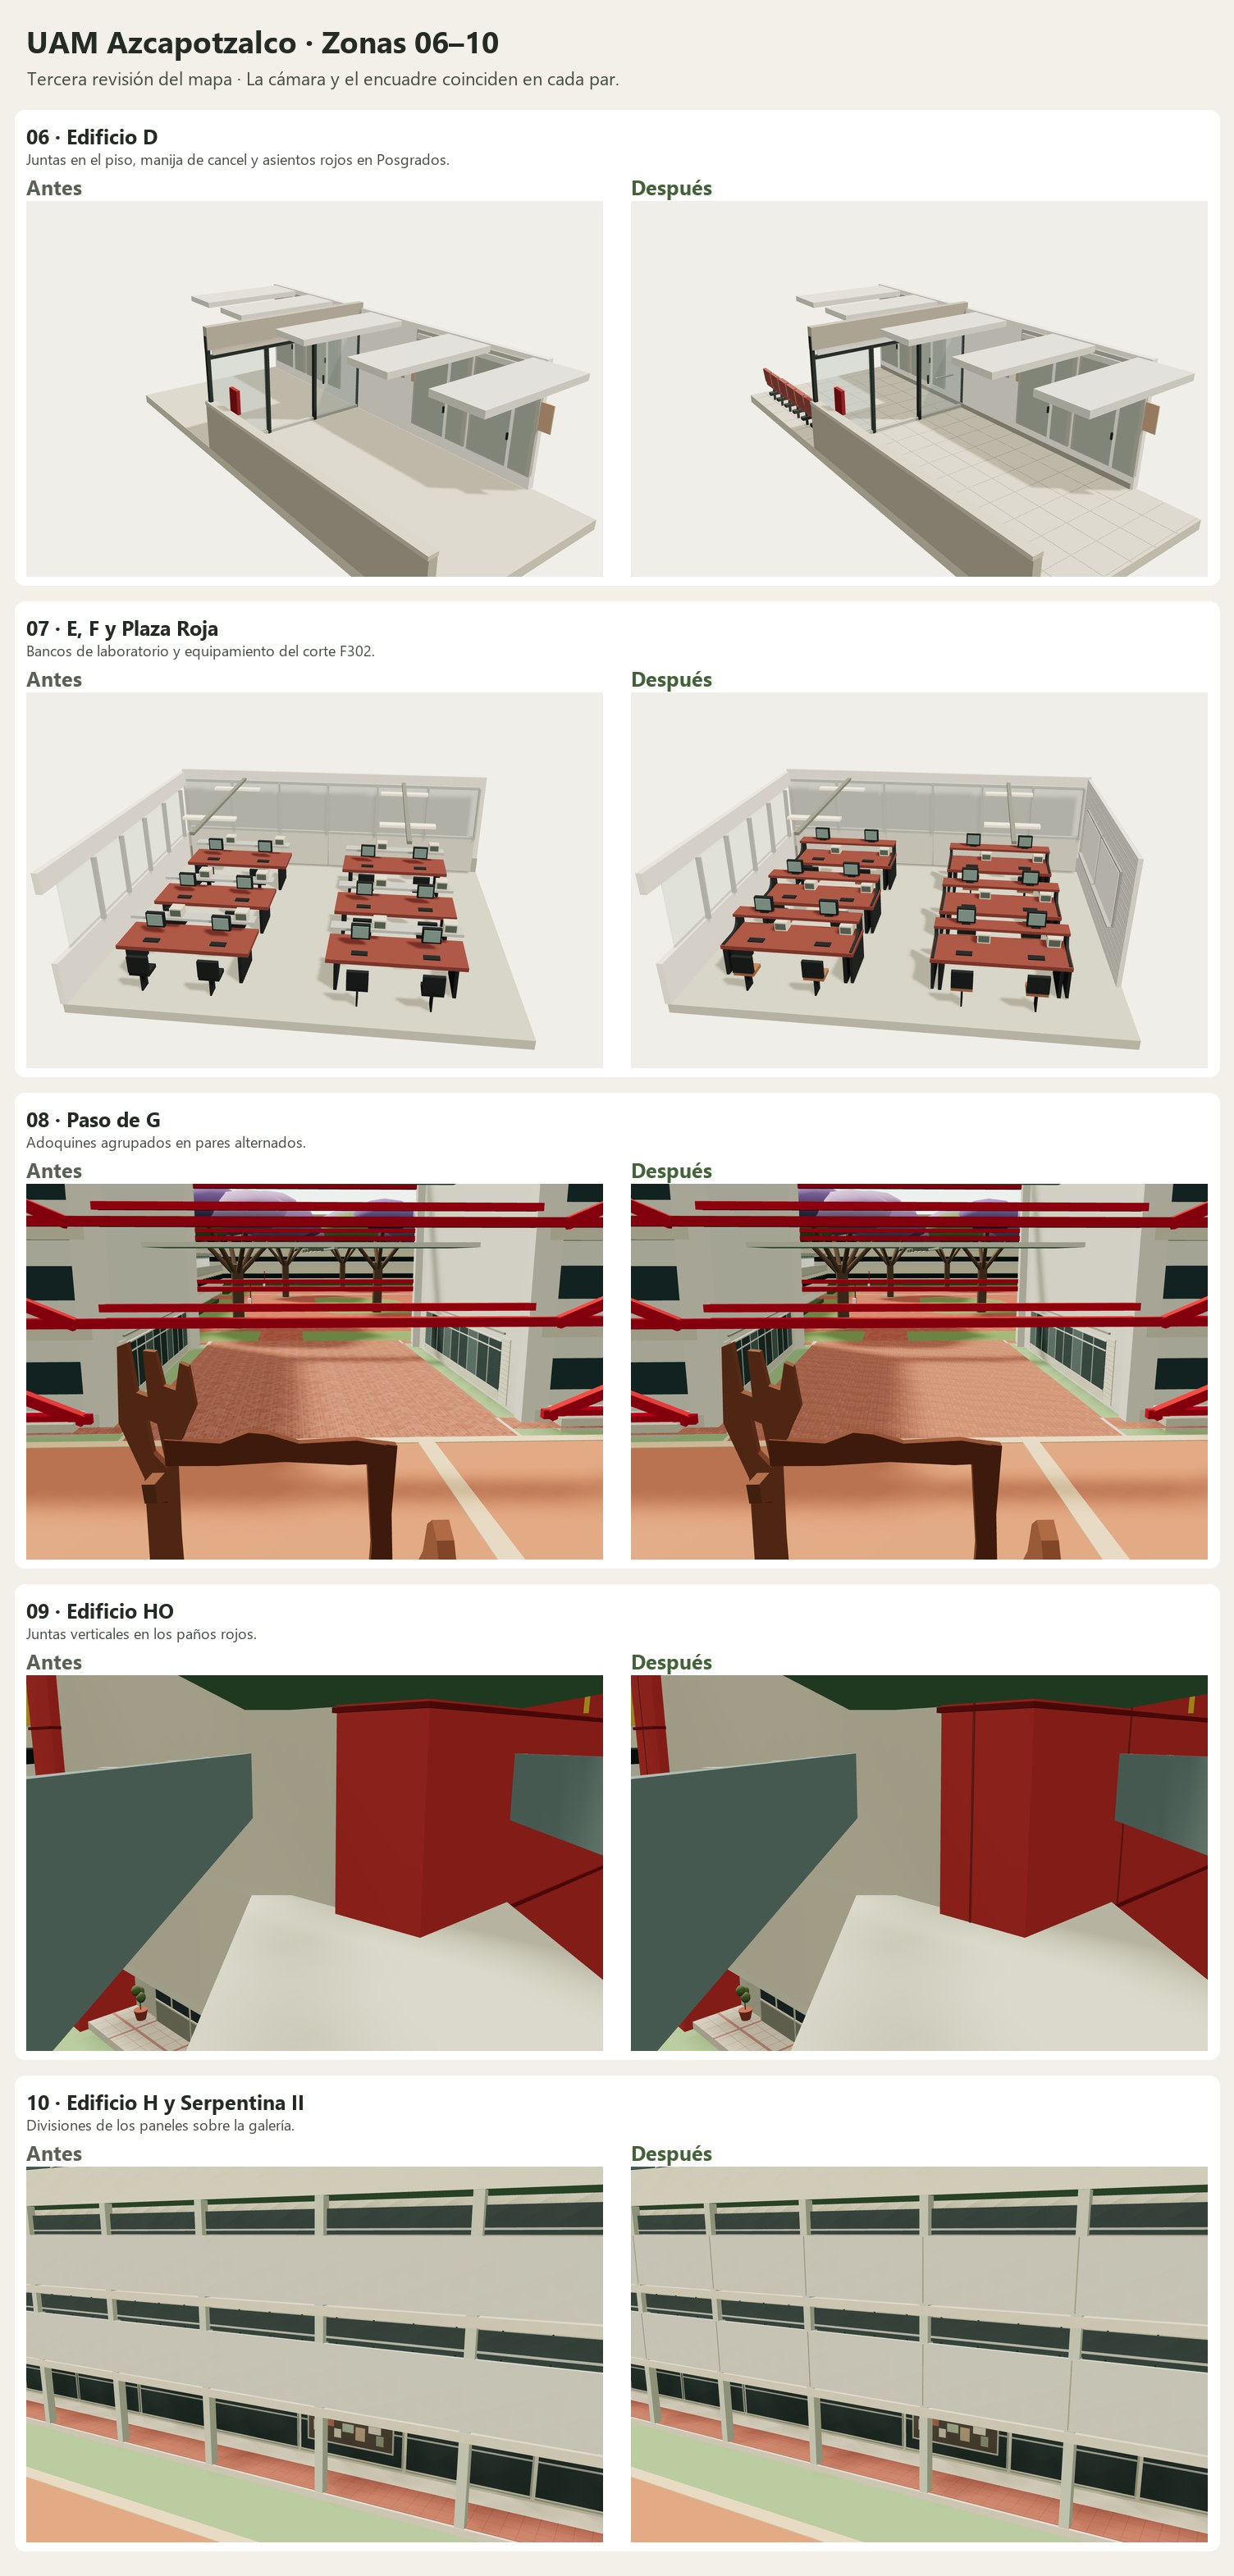 UAM Azcapotzalco · Zonas 06–10
Tercera revisión del mapa · La cámara y el encuadre coinciden en cada par.
06 · Edificio D
Juntas en el piso, manija de cancel y asientos rojos en Posgrados.
Antes
Después
07 · E, F y Plaza Roja
Bancos de laboratorio y equipamiento del corte F302.
Antes
Después
08 · Paso de G
Adoquines agrupados en pares alternados.
Antes
Después
09 · Edificio HO
Juntas verticales en los paños rojos.
Antes
Después
10 · Edificio H y Serpentina II
Divisiones de los paneles sobre la galería.
Antes
Después